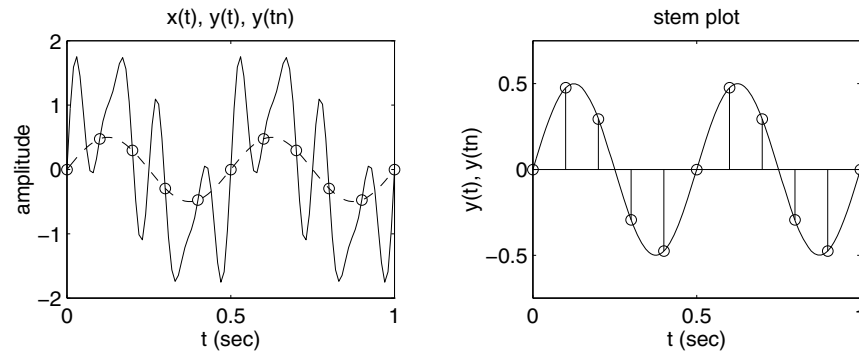 x(t), y(t), y(tn)
2
1
0
−1
−2
amplitude
0
0.5
1
t (sec)
stem plot
0.5
0
−0.5
y(t), y(tn)
0
0.5
1
t (sec)